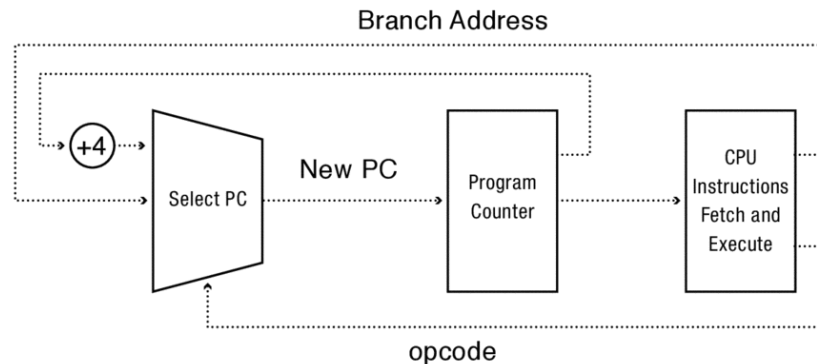 Branch Address
+4
Select PC
New PC
Program
Counter
CPU
Instructions
Fetch and
Execute
opcode